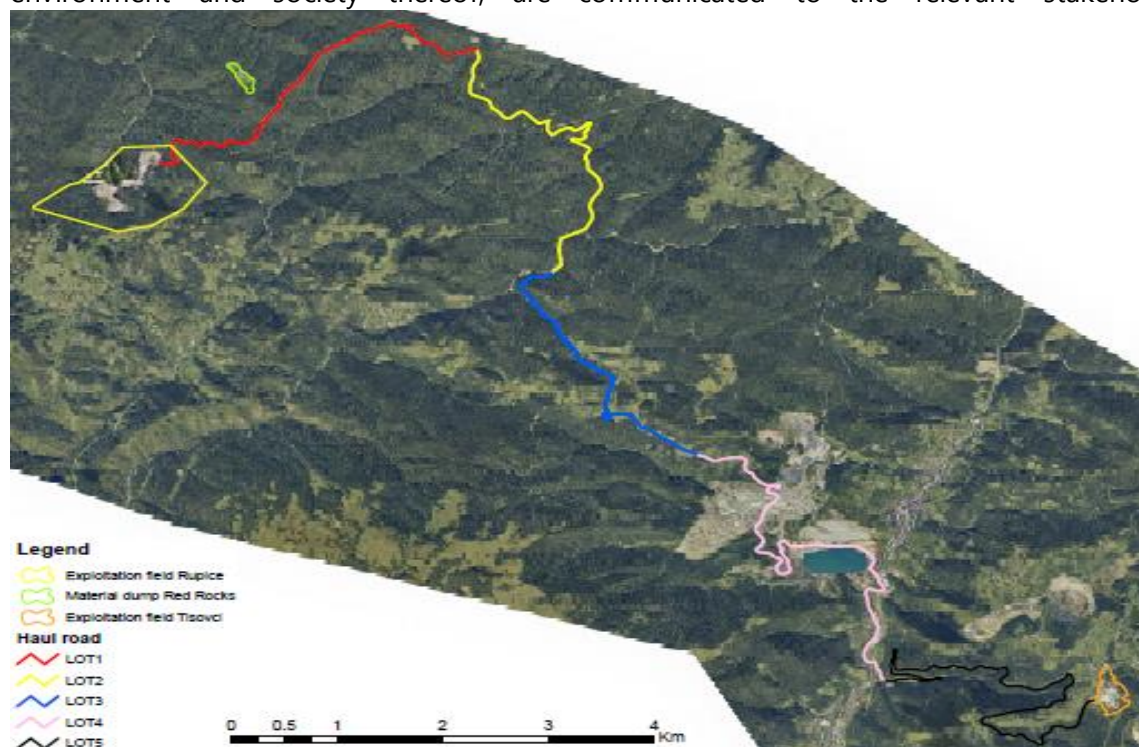 environment and society thereof, are communicated to the relevant
Legend
Exploitation field Rupice
Material dump Red Rocks
Exploitation field Tisovci
Haul road
LOT1
LOT2
LOT3
LOT4
LOT5
0 0.5 1 2 3 4
Km